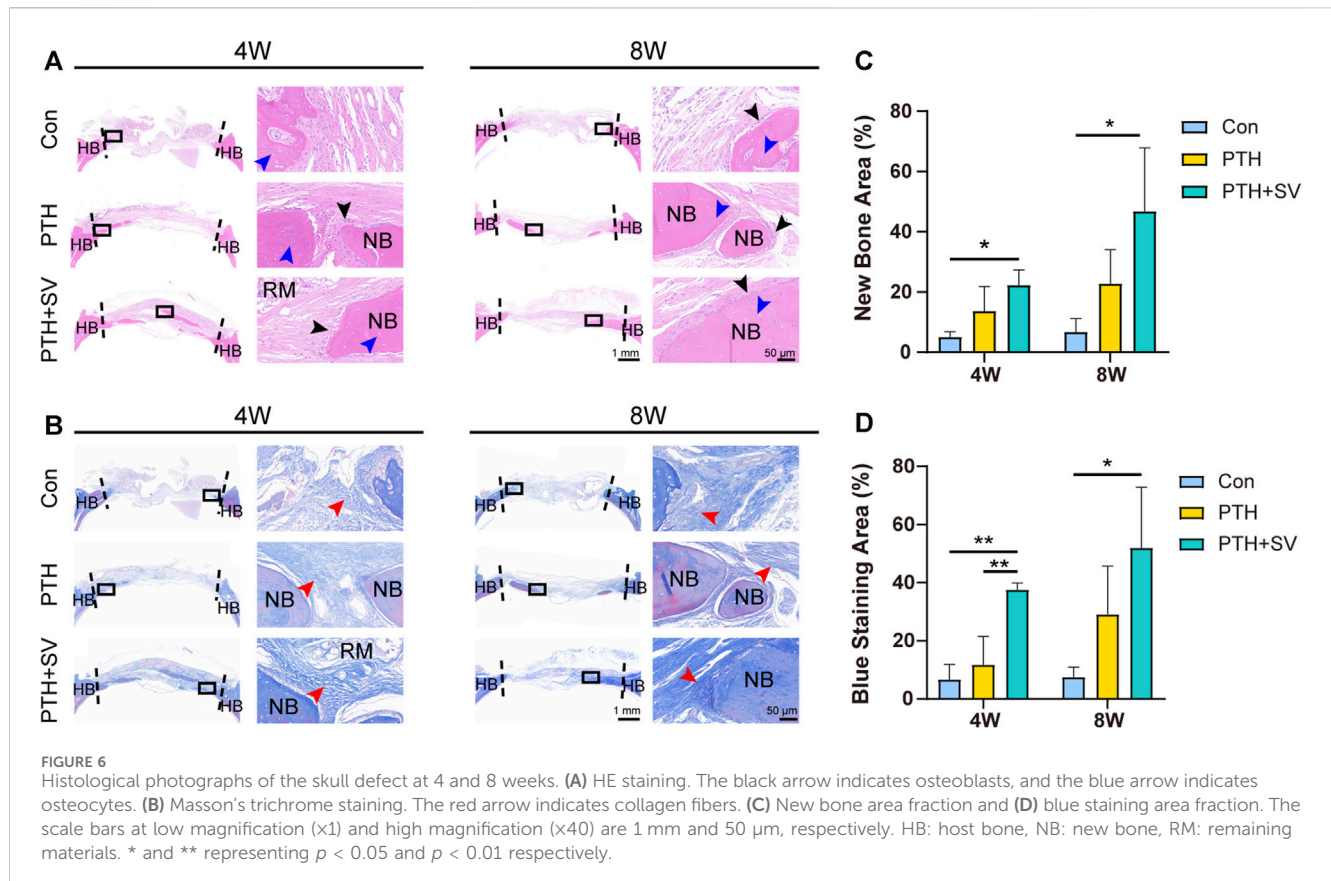 A
4W
8W
Con
HB
HB
HB
HB
PTH
HB
HB
NB
HB
HB
NB
NB
PTH+SV
HB
HB
RM
NB
HB
HB
1 mm
NB
50 μm
B
4W
8W
Con
HB
HB
HB
HB
PTH
HB
HB
NB
NB
HB
HB
NB
NB
PTH+SV
HB
HB
RM
NB
HB
HB
1 mm
NB
50 μm
C
New Bone Area (%)
80
60
40
20
0
*
*
4W
8W
Con
PTH
PTH+SV
D
Blue Staining Area (%)
80
60
40
20
0
**
**
*
4W
8W
Con
PTH
PTH+SV
FIGURE 6
Histological photographs of the skull defect at 4 and 8 weeks. (A) HE staining. The black arrow indicates osteoblasts, and the blue arrow indicates
osteocytes. (B) Masson's trichrome staining. The red arrow indicates collagen fibers. (C) New bone area fraction and (D) blue staining area fraction. The
scale bars at low magnification (×1) and high magnification (×40) are 1 mm and 50 μm, respectively. HB: host bone, NB: new bone, RM: remaining
materials. * and ** representing p < 0.05 and p < 0.01 respectively.